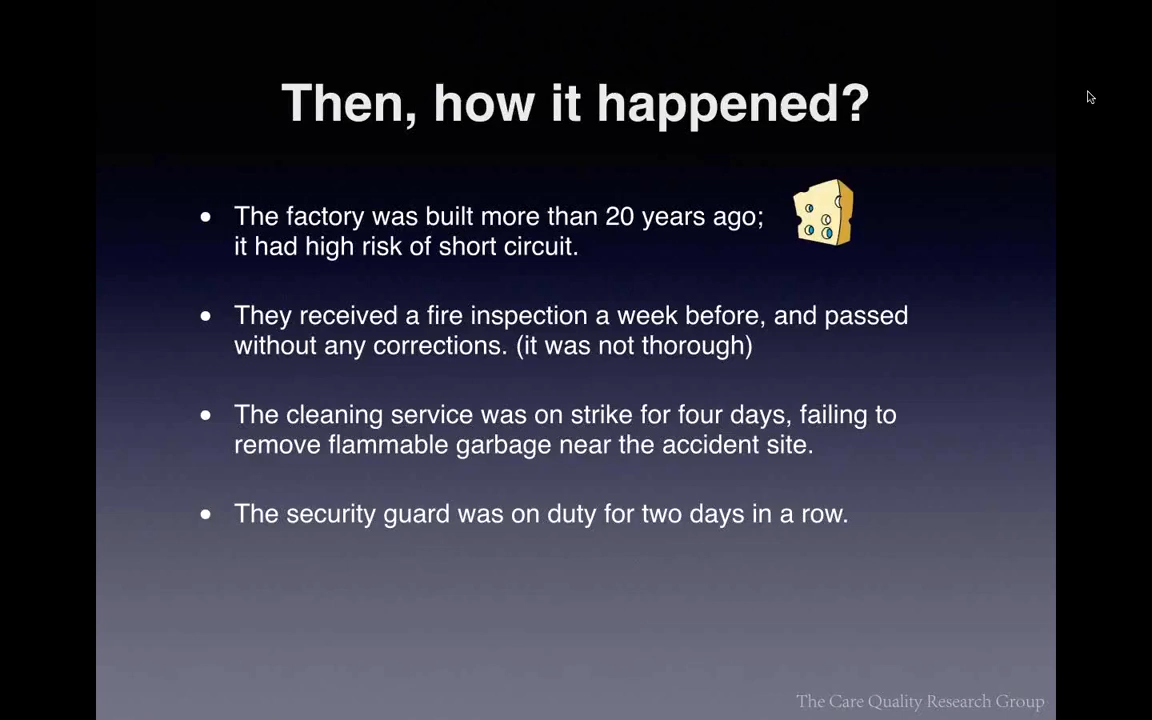 Then, how it happened?
• The factory was built more than 20 years ago;
it had high risk of short circuit.
• They received a fire inspection a week before, and passed
without any corrections. (it was not thorough)
• The cleaning service was on strike for four days, failing to
remove flammable garbage near the accident site.
• The security guard was on duty for two days in a row.
The Care Quality Research Group